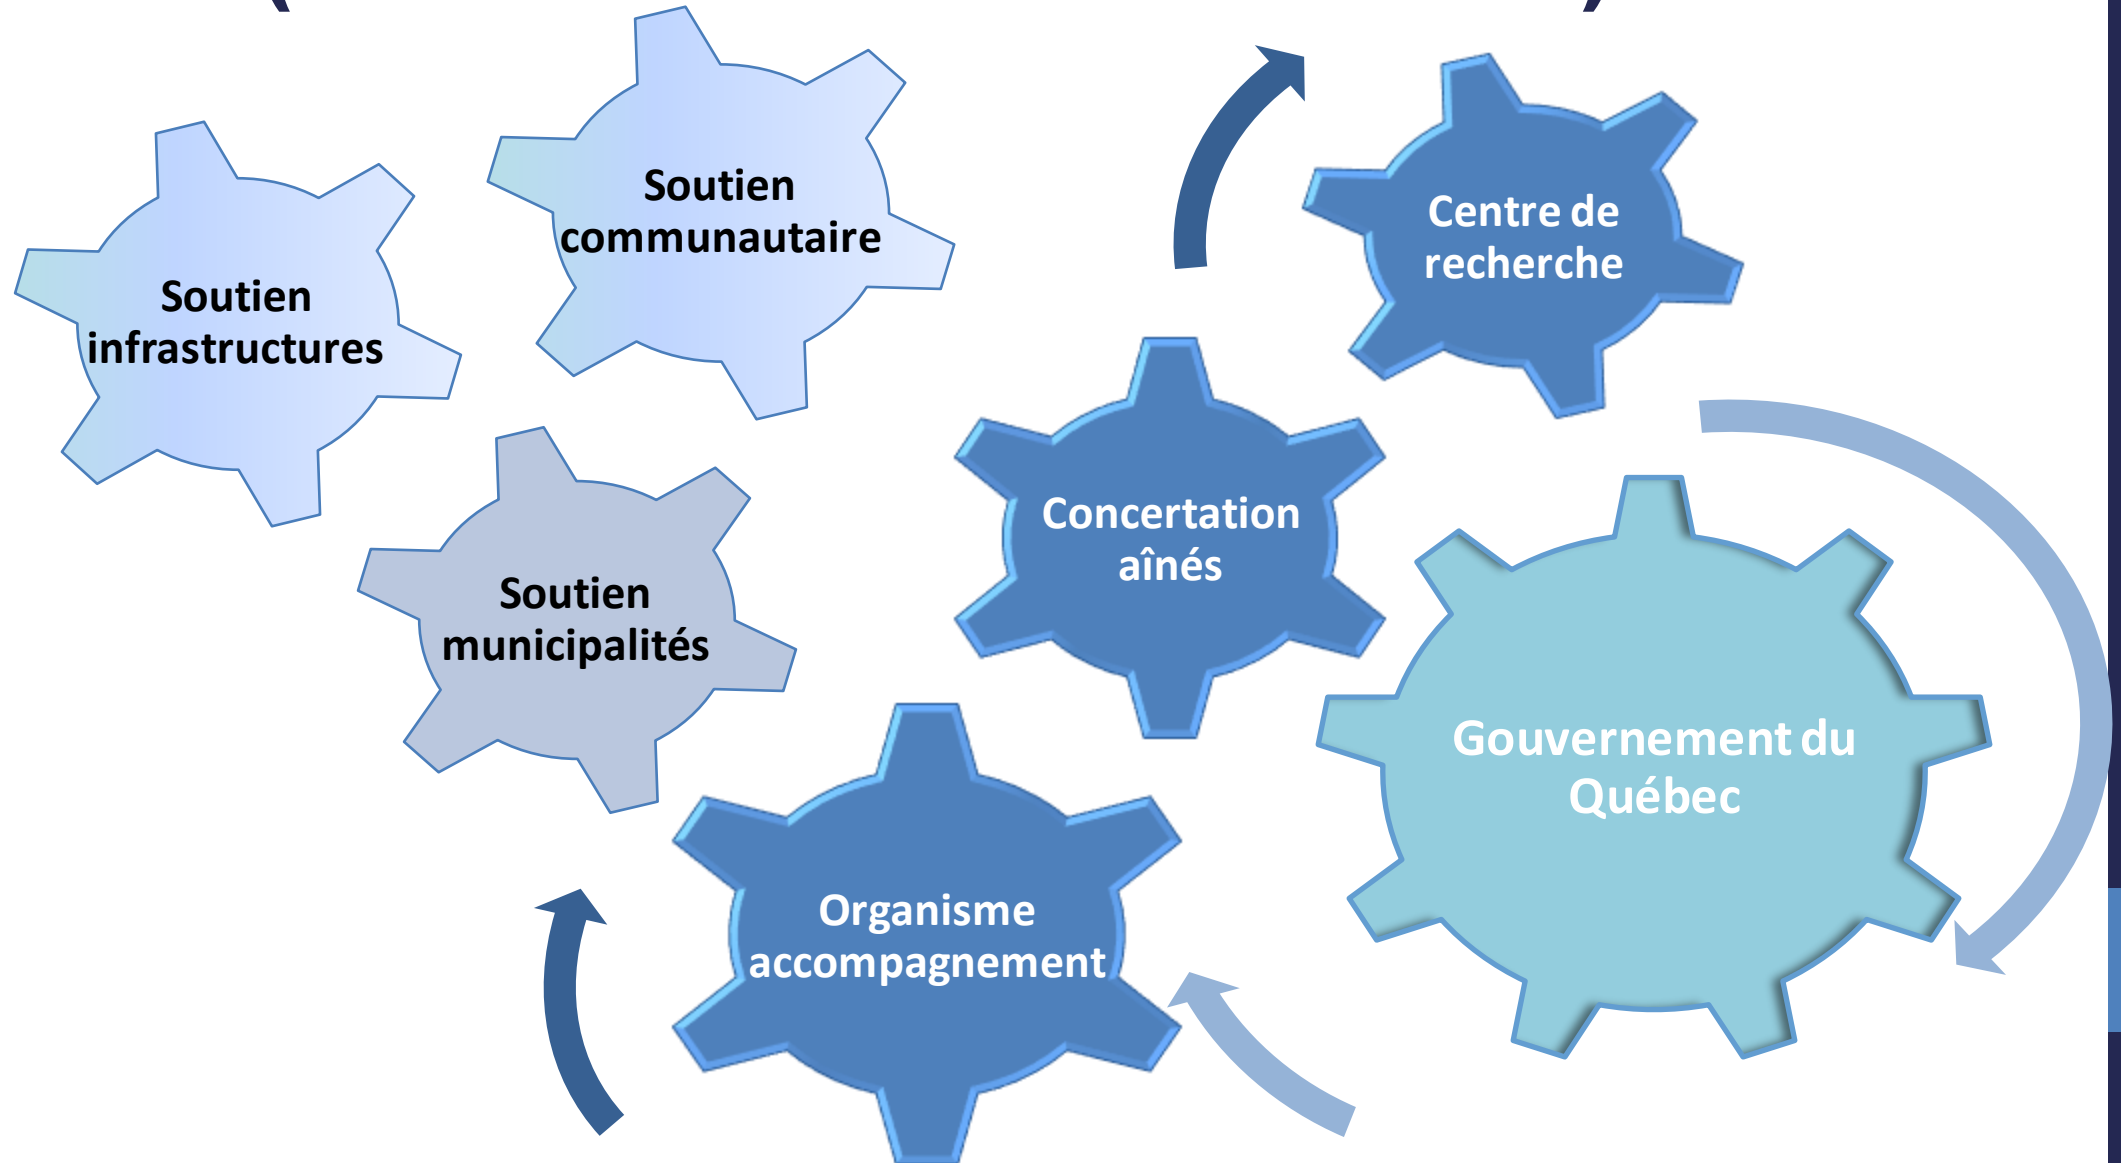 Soutien
communautaire
Soutien
infrastructures
Centre de
recherche
Concertation
aînés
Soutien
municipalités
Gouvernement du
Québec
Organisme
accompagnement